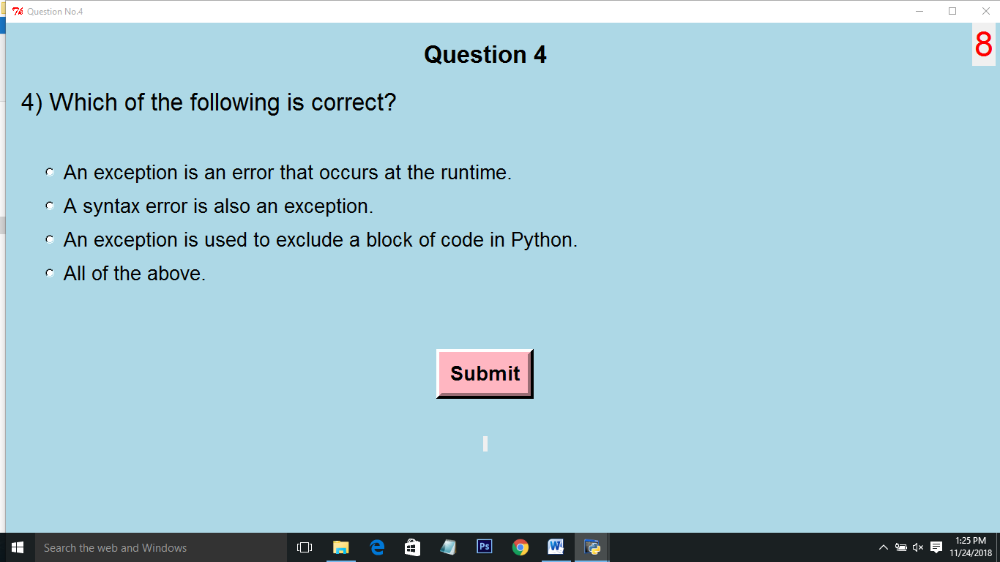 Question No.4
8
Question 4
4) Which of the following is correct?
An exception is an error that occurs at the runtime.
A syntax error is also an exception.
An exception is used to exclude a block of code in Python.
All of the above.
Submit
Search the web and Windows
Ps
W
1:25 PM
11/24/2018